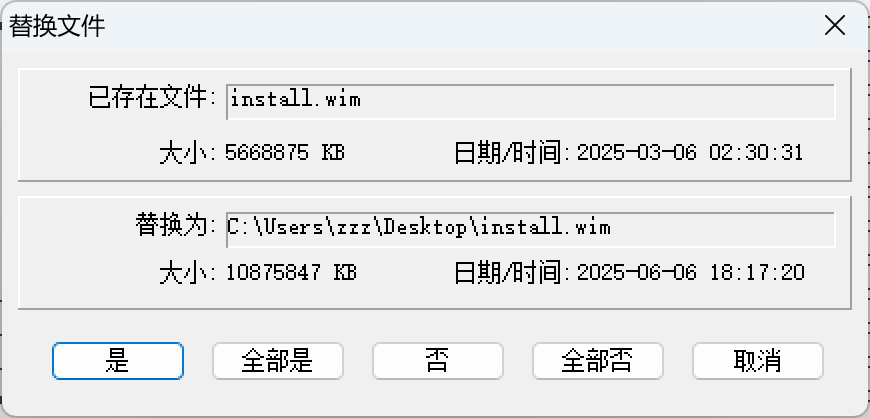 替换文件
已存在文件: install.wim
大小: 5668875 KB 日期/时间: 2025-03-06 02:30:31
替换为: C:\Users\zzz\Desktop\install.wim
大小: 10875847 KB 日期/时间: 2025-06-06 18:17:20
是 全部是 否 全部否 取消